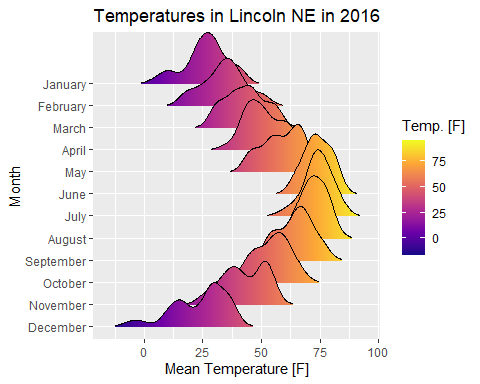 Temperatures in Lincoln NE in 2016
January
February
March
April
May
June
July
August
September
October
November
December
Month
0
25
50
75
100
Mean Temperature [F]
Temp. [F]
75
50
25
0